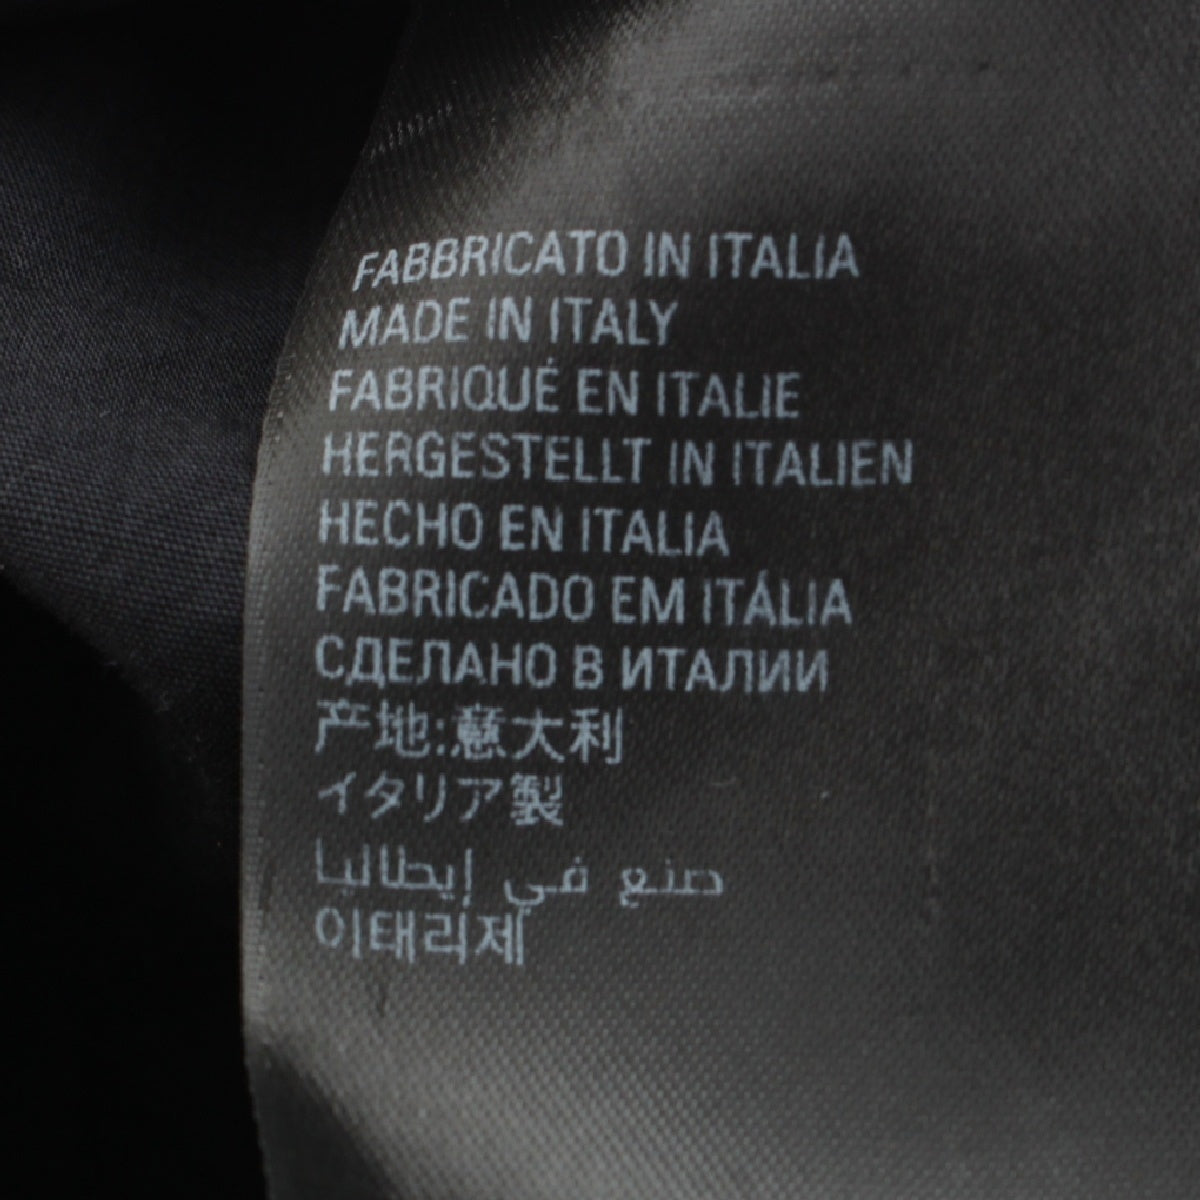 FABBRICATO IN ITALIA
MADE IN ITALY
FABRIQUÉ EN ITALIE
HERGESTELLT IN ITALIEN
HECHO EN ITALIA
FABRICADO EM ITÁLIA
СДЕЛАНО В ИТАЛИИ
产地:意大利
イタリア製
صنع في إيطاليا
이태리제